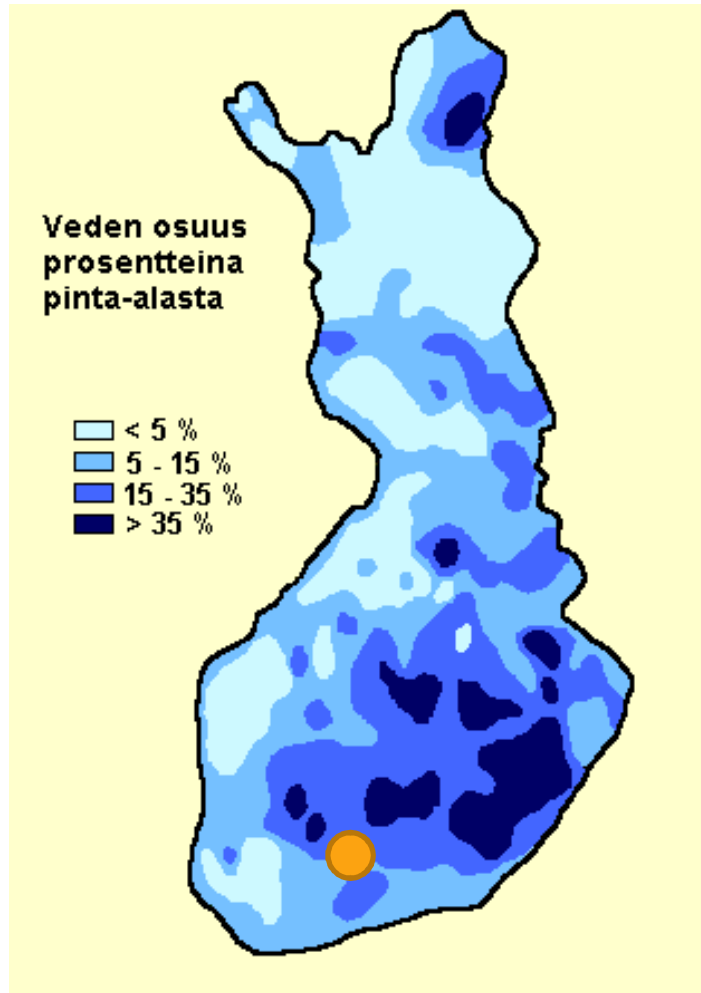 Veden osuus
prosentteina
pinta-alasta
< 5 %
5 - 15 %
15 - 35 %
> 35 %